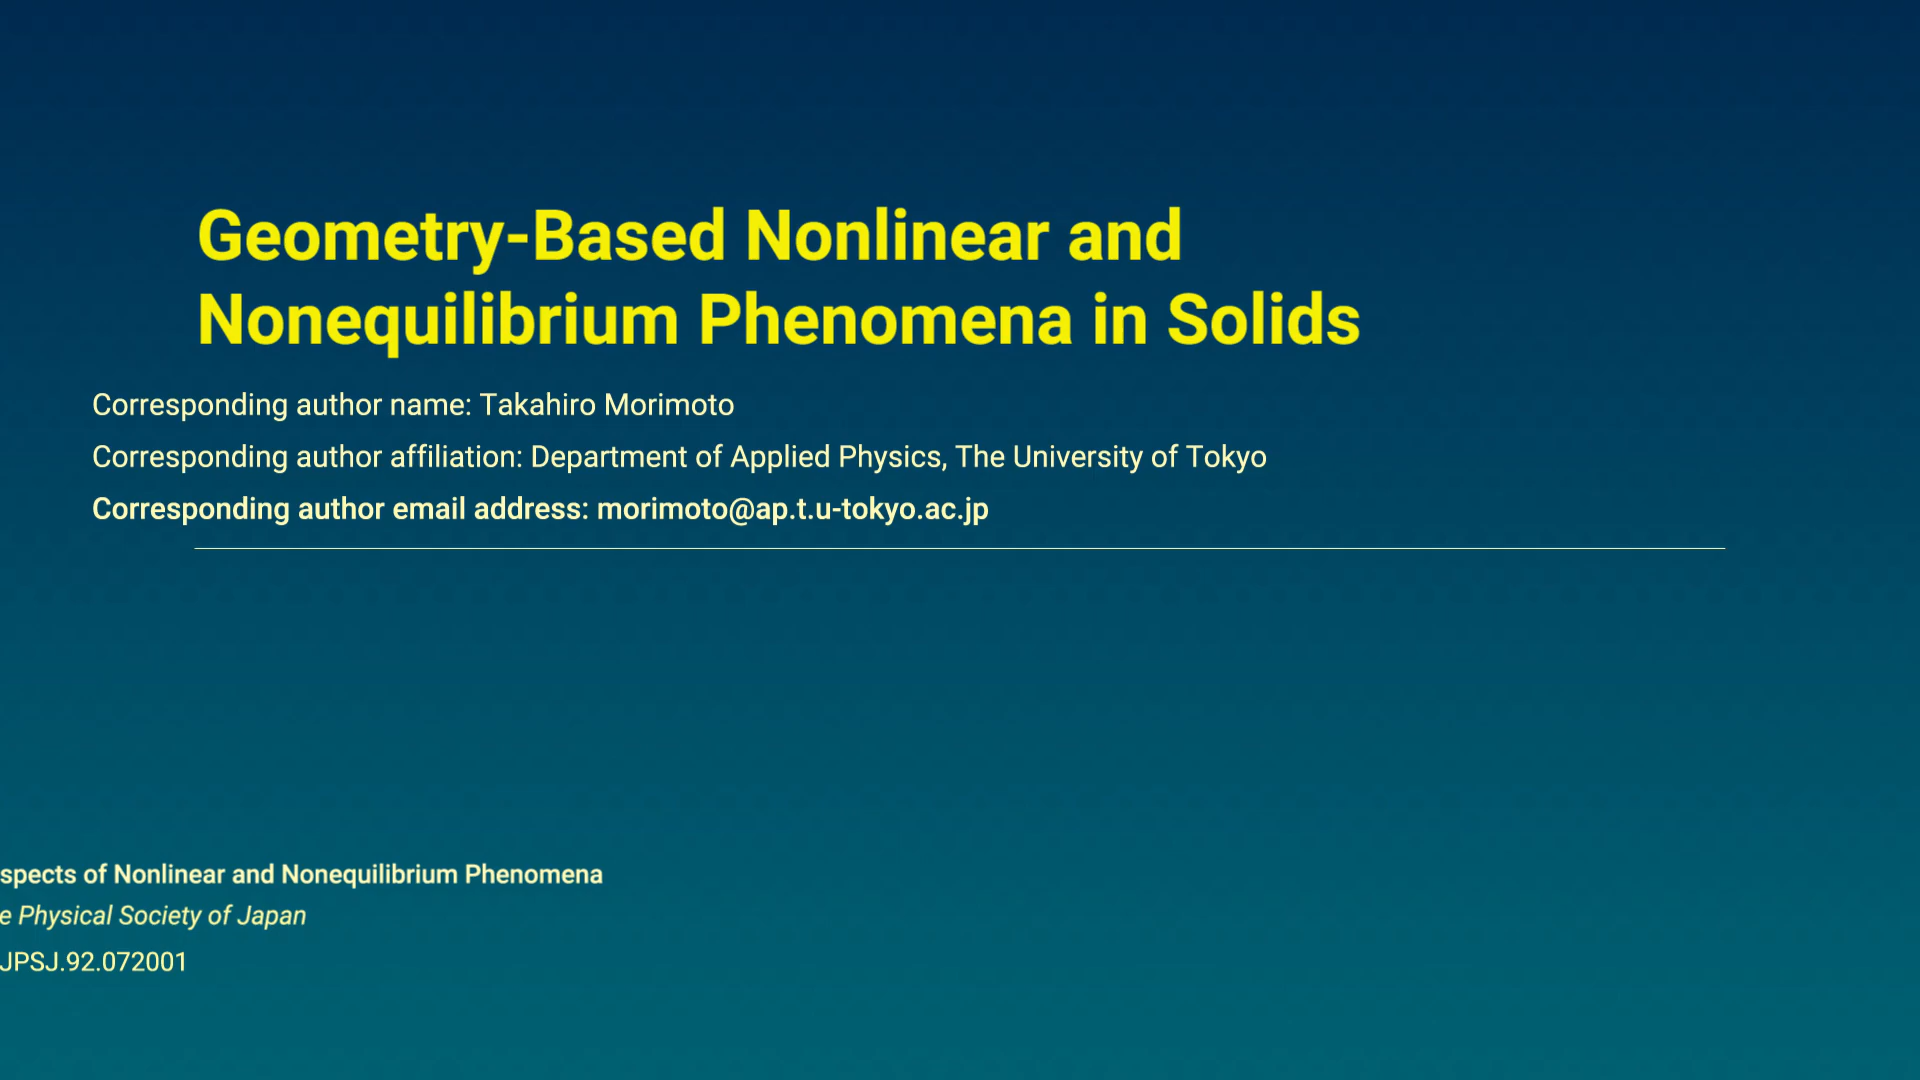 Geometry-Based Nonlinear and
Nonequilibrium Phenomena in Solids
Corresponding author name: Takahiro Morimoto
Corresponding author affiliation: Department of Applied Physics, The University of Tokyo
Corresponding author email address: morimoto@ap.t.u-tokyo.ac.jp
spects of Nonlinear and Nonequilibrium Phenomena
e Physical Society of Japan
JPSJ.92.072001